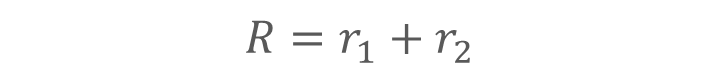 R = r₁ + r₂